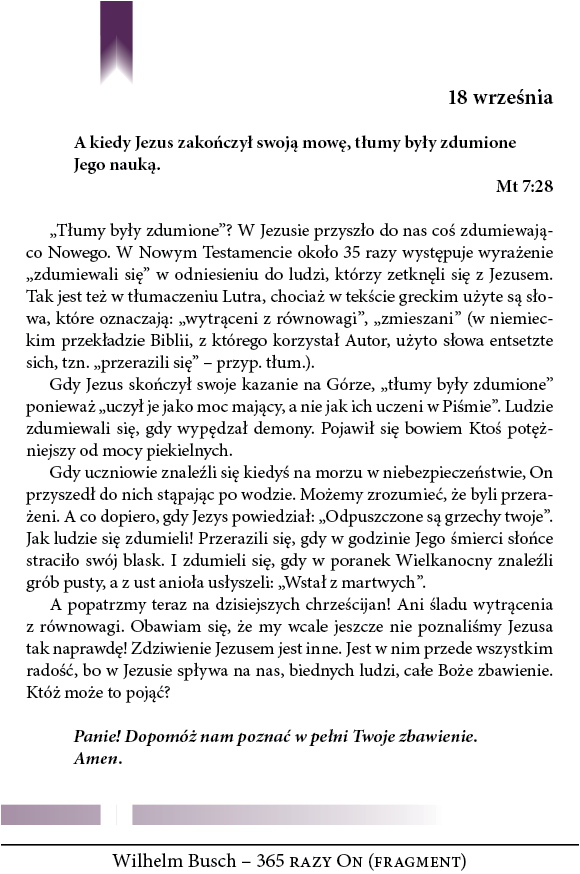 18 września
A kiedy Jezus zakończył swoją mowę, tłumy były zdumione
Jego nauką.
Mt 7:28
„Tłumy były zdumione”? W Jezusie przyszło do nas coś zdumiewają-
co Nowego. W Nowym Testamencie około 35 razy występuje wyrażenie
„zdumiewali się” w odniesieniu do ludzi, którzy zetknęli się z Jezusem.
Tak jest też w tłumaczeniu Lutra, chociaż w tekście greckim użyte są sło-
wa, które oznaczają: „wytrąceni z równowagi”, „zmieszani” (w niemiec-
kim przekładzie Biblii, z którego korzystał Autor, użyto słowa entsetzte
sich, tzn. „przerazili się” – przyp. tłum.).
Gdy Jezus skończył swoje kazanie na Górze, „tłumy były zdumione”
ponieważ „uczył je jako moc mający, a nie jak ich uczeni w Piśmie”. Ludzie
zdumiewali się, gdy wypędzał demony. Pojawił się bowiem Ktoś potęż-
niejszy od mocy piekielnych.
Gdy uczniowie znaleźli się kiedyś na morzu w niebezpieczeństwie, On
przyszedł do nich stąpając po wodzie. Możemy zrozumieć, że byli przera-
żeni. A co dopiero, gdy Jezys powiedział: „Odpuszczone są grzechy twoje”.
Jak ludzie się zdumieli! Przerazili się, gdy w godzinie Jego śmierci słońce
straciło swój blask. I zdumieli się, gdy w poranek Wielkanocny znaleźli
grób pusty, a z ust anioła usłyszeli: „Wstał z martwych”.
A popatrzmy teraz na dzisiejszych chrześcijan! Ani śladu wytrącenia
z równowagi. Obawiam się, że my wcale jeszcze nie poznaliśmy Jezusa
tak naprawdę! Zdziwienie Jezusem jest inne. Jest w nim przede wszystkim
radość, bo w Jezusie spływa na nas, biednych ludzi, całe Boże zbawienie.
Któż może to pojąć?
Panie! Dopomóż nam poznać w pełni Twoje zbawienie.
Amen.
Wilhelm Busch – 365 RAZY ON (FRAGMENT)